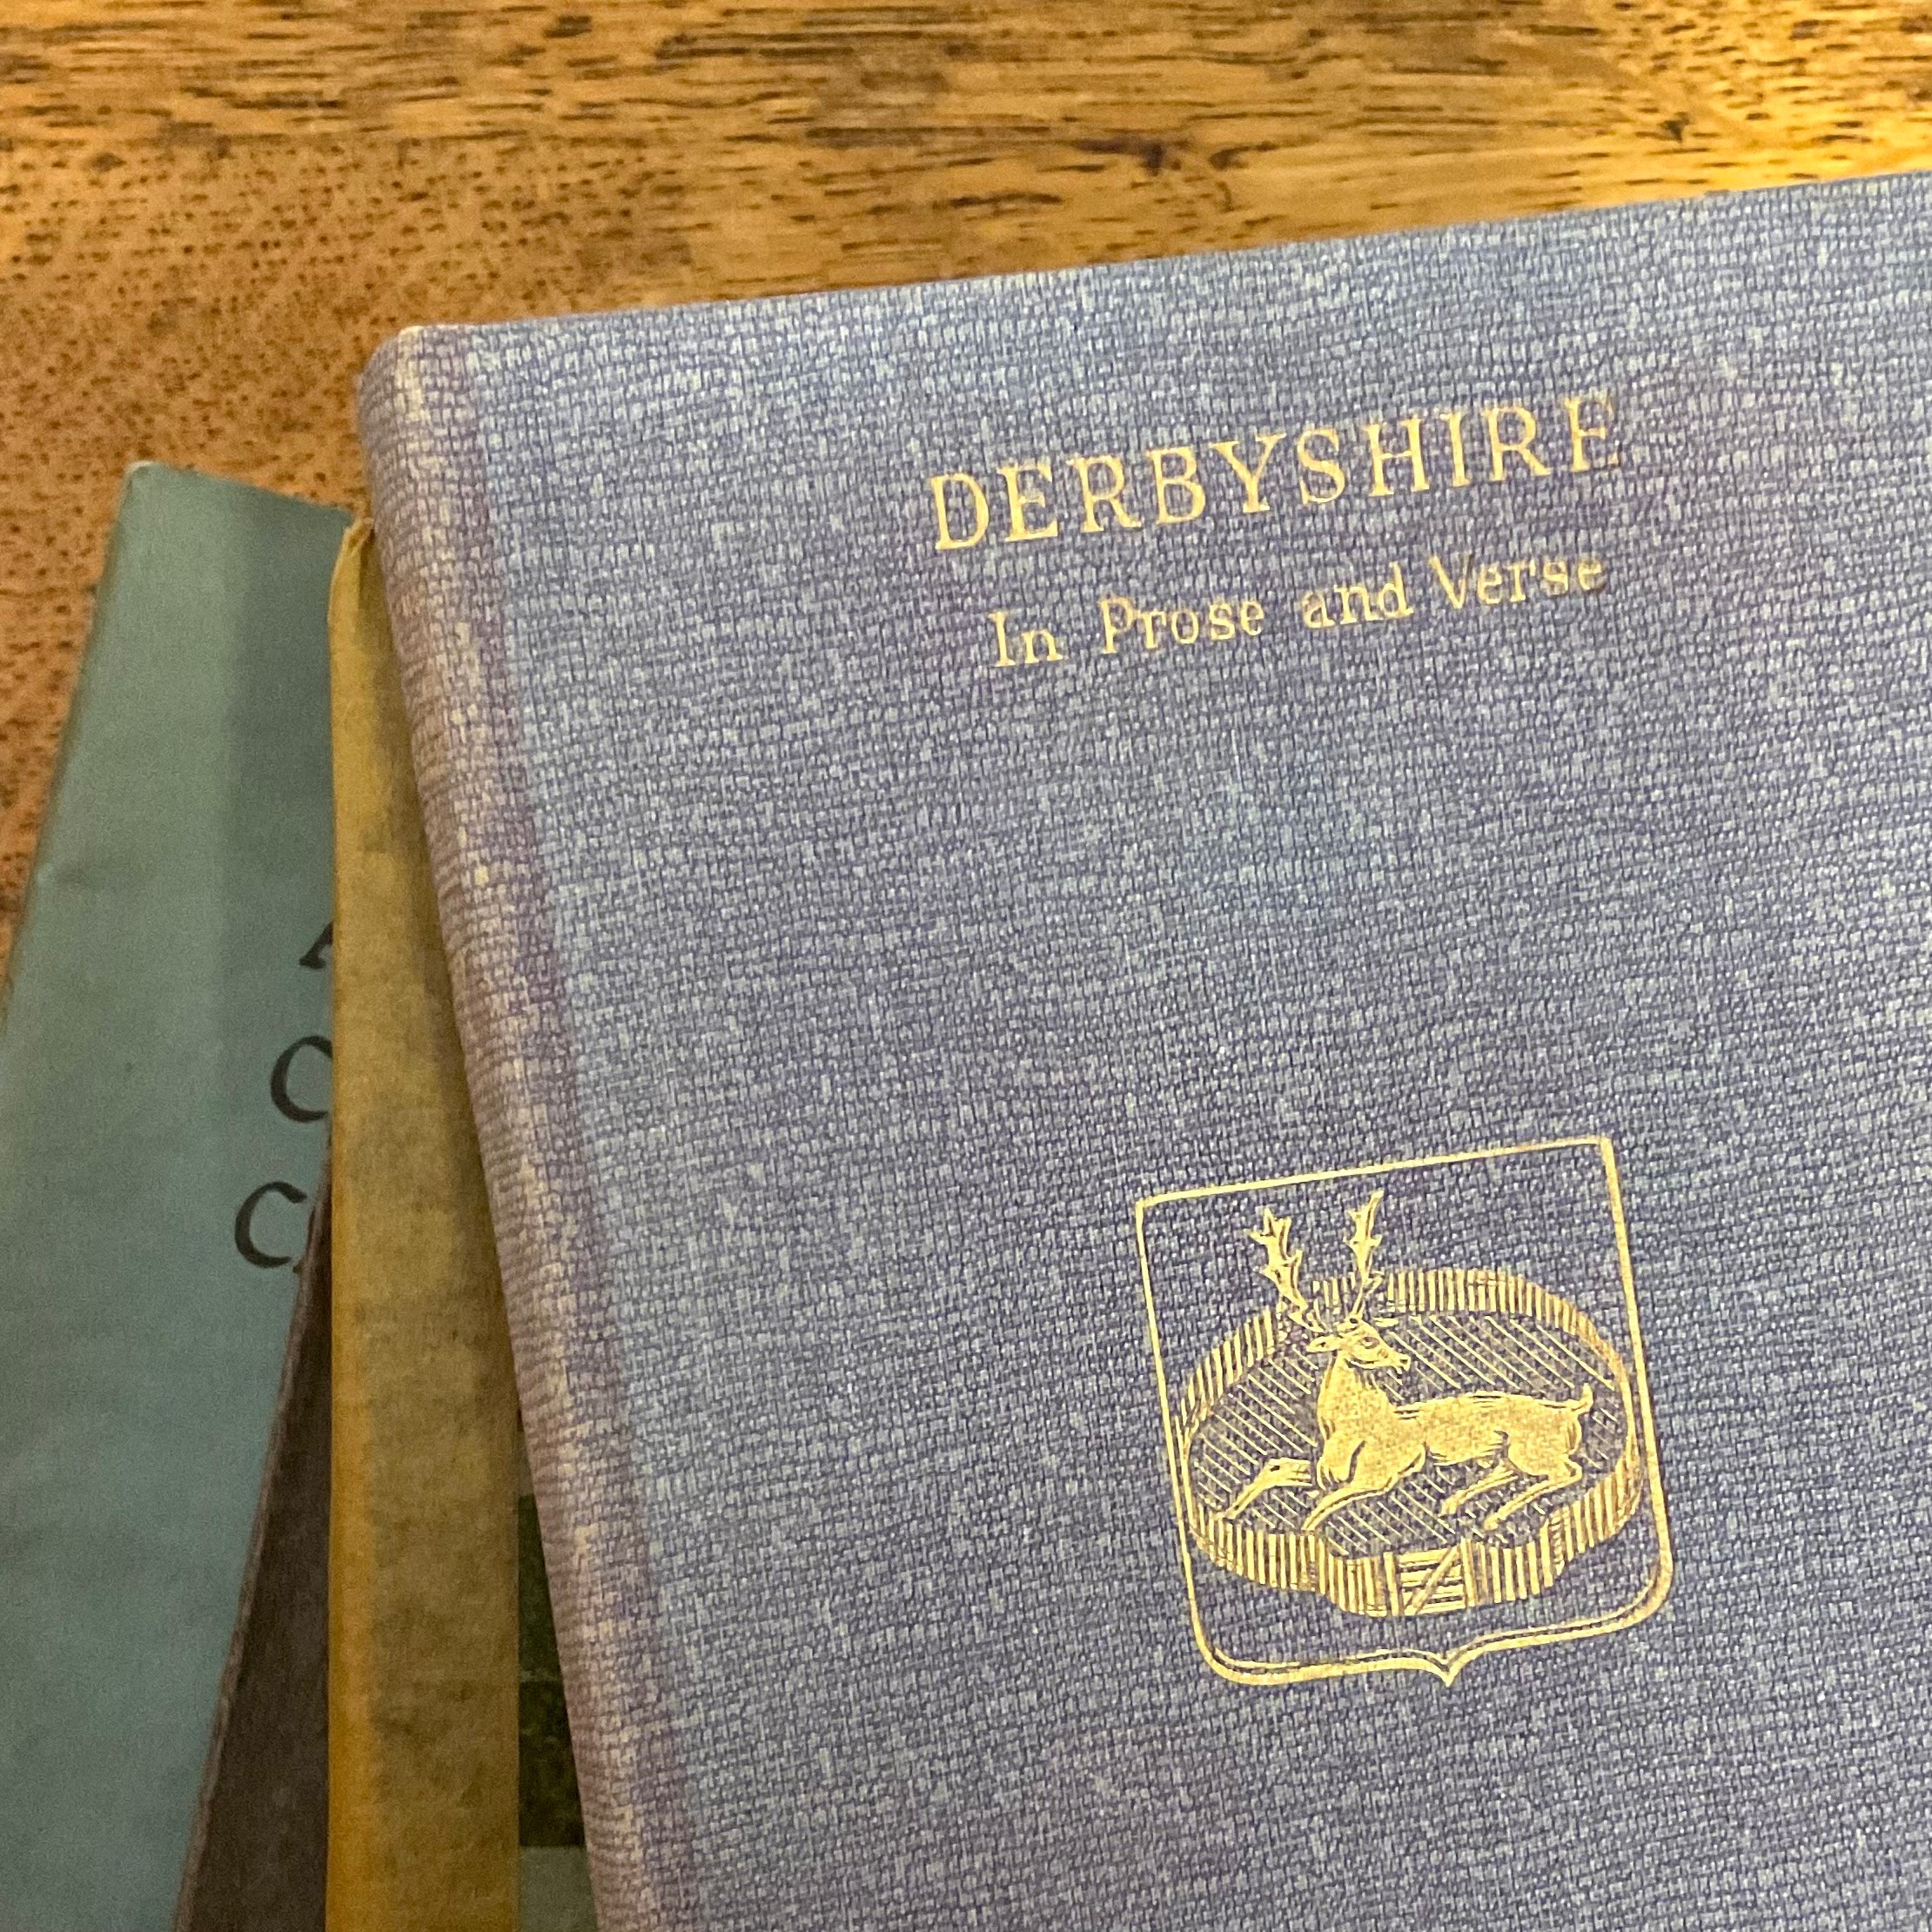 DERBYSHIRE
In Prose and Verse